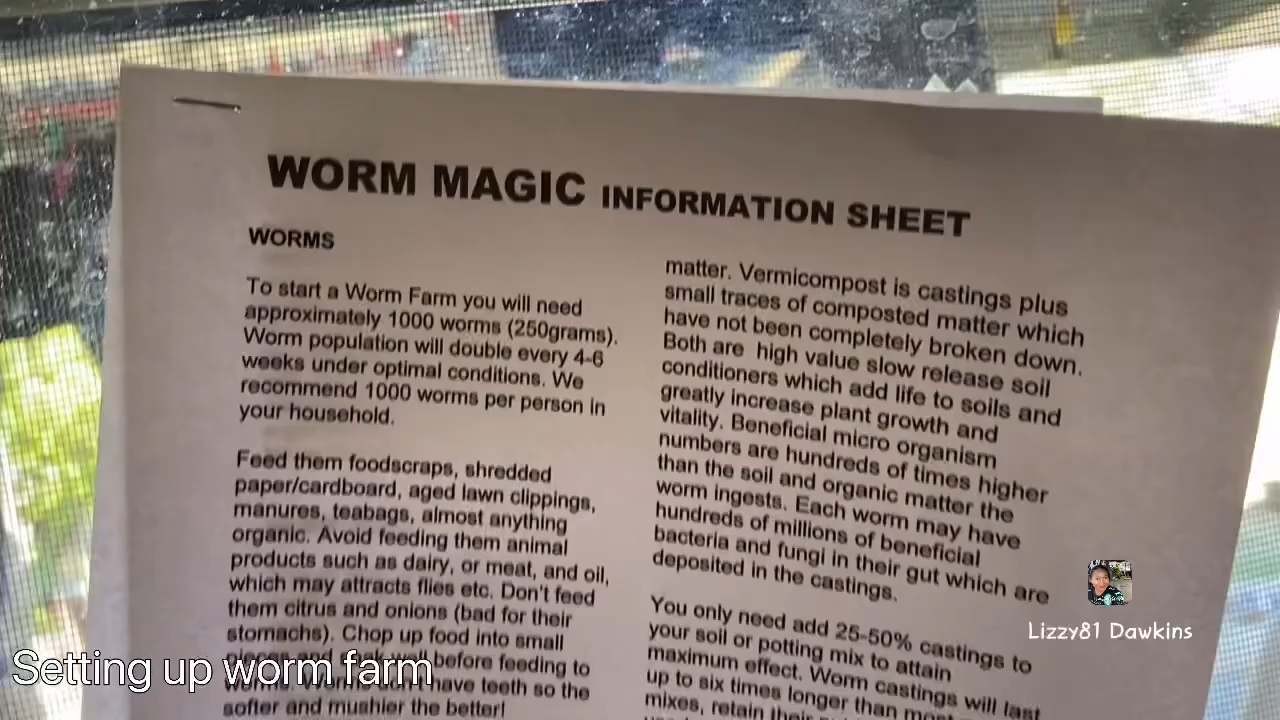 WORM MAGIC INFORMATION SHEET
WORMS
To start a Worm Farm you will need
approximately 1000 worms (250grams).
Worm population will double every 4-6
weeks under optimal conditions. We
recommend 1000 worms per person in
your household.
Feed them foodscraps, shredded
paper/cardboard, aged lawn clippings,
manures, teabags, almost anything
organic. Avoid feeding them animal
products such as dairy, or meat, and oil,
which may attracts flies etc. Don't feed
them citrus and onions (bad for their
stomachs). Chop up food into small
pieces and soak well before feeding to
worms. Worms don't have teeth so the
softer and mushier the better!
matter. Vermicompost is castings plus
small traces of composted matter which
have not been completely broken down.
Both are high value slow release soil
conditioners which add life to soils and
greatly increase plant growth and
vitality. Beneficial micro organism
numbers are hundreds of times higher
than the soil and organic matter the
worm ingests. Each worm may have
hundreds of millions of beneficial
bacteria and fungi in their gut which are
deposited in the castings.
You only need add 25-50% castings to
your soil or potting mix to attain
maximum effect. Worm castings will last
up to six times longer than most
mixes, retain their
Lizzy81 Dawkins
Setting up worm farm